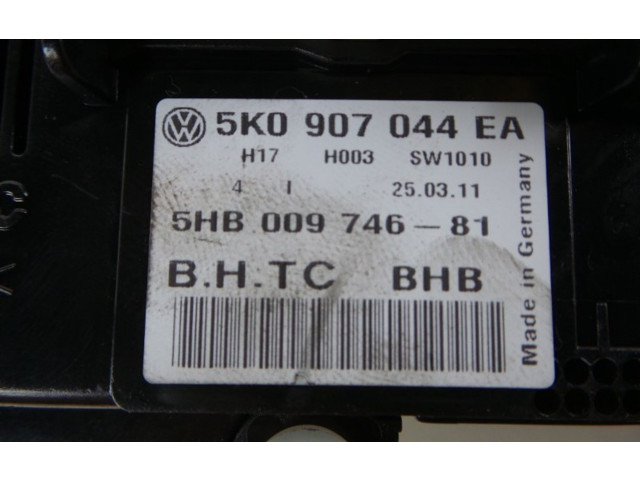 5K0 907 044 EA
H17 H003 SW1010
4 I 25.03.11
5HB 009 746-81
B.H.TC BHB
Made in Germany